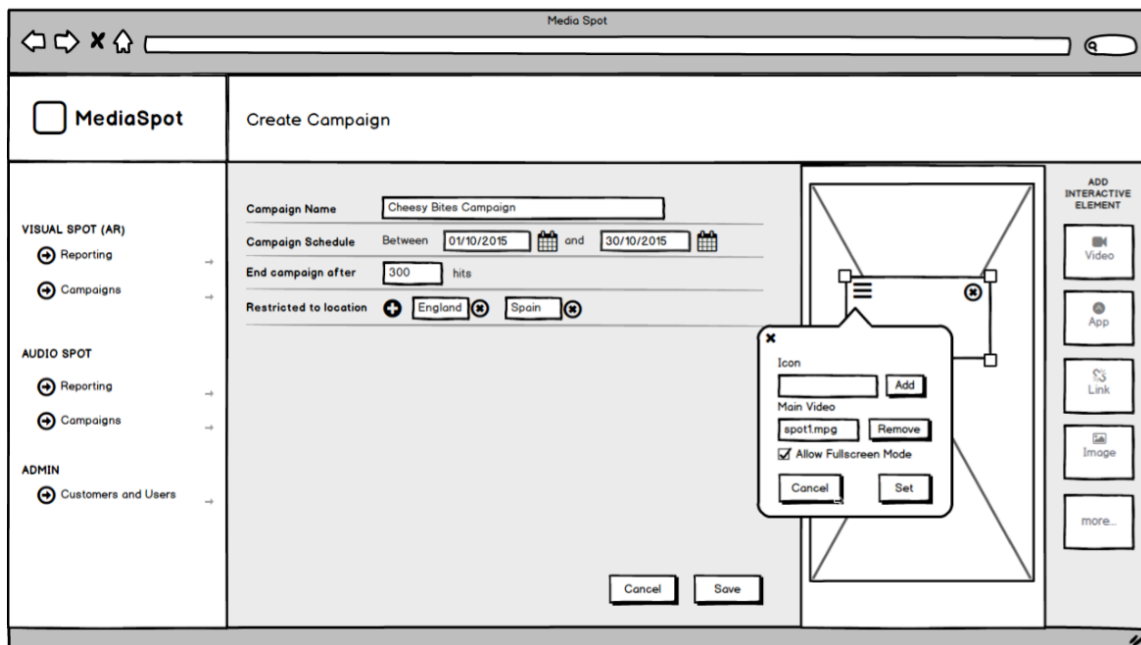 Media Spot
MediaSpot
Create Campaign
VISUAL SPOT (AR)
Reporting
Campaigns
AUDIO SPOT
Reporting
Campaigns
ADMIN
Customers and Users
Campaign Name Cheesy Bites Campaign
Campaign Schedule Between 01/10/2015 and 30/10/2015
End campaign after 300 hits
Restricted to location England Spain
Cancel Save
Icon
Add
Main Video
spot1.mpg Remove
Allow Fullscreen Mode
Cancel Set
ADD
INTERACTIVE
ELEMENT
Video
App
Link
Image
more...